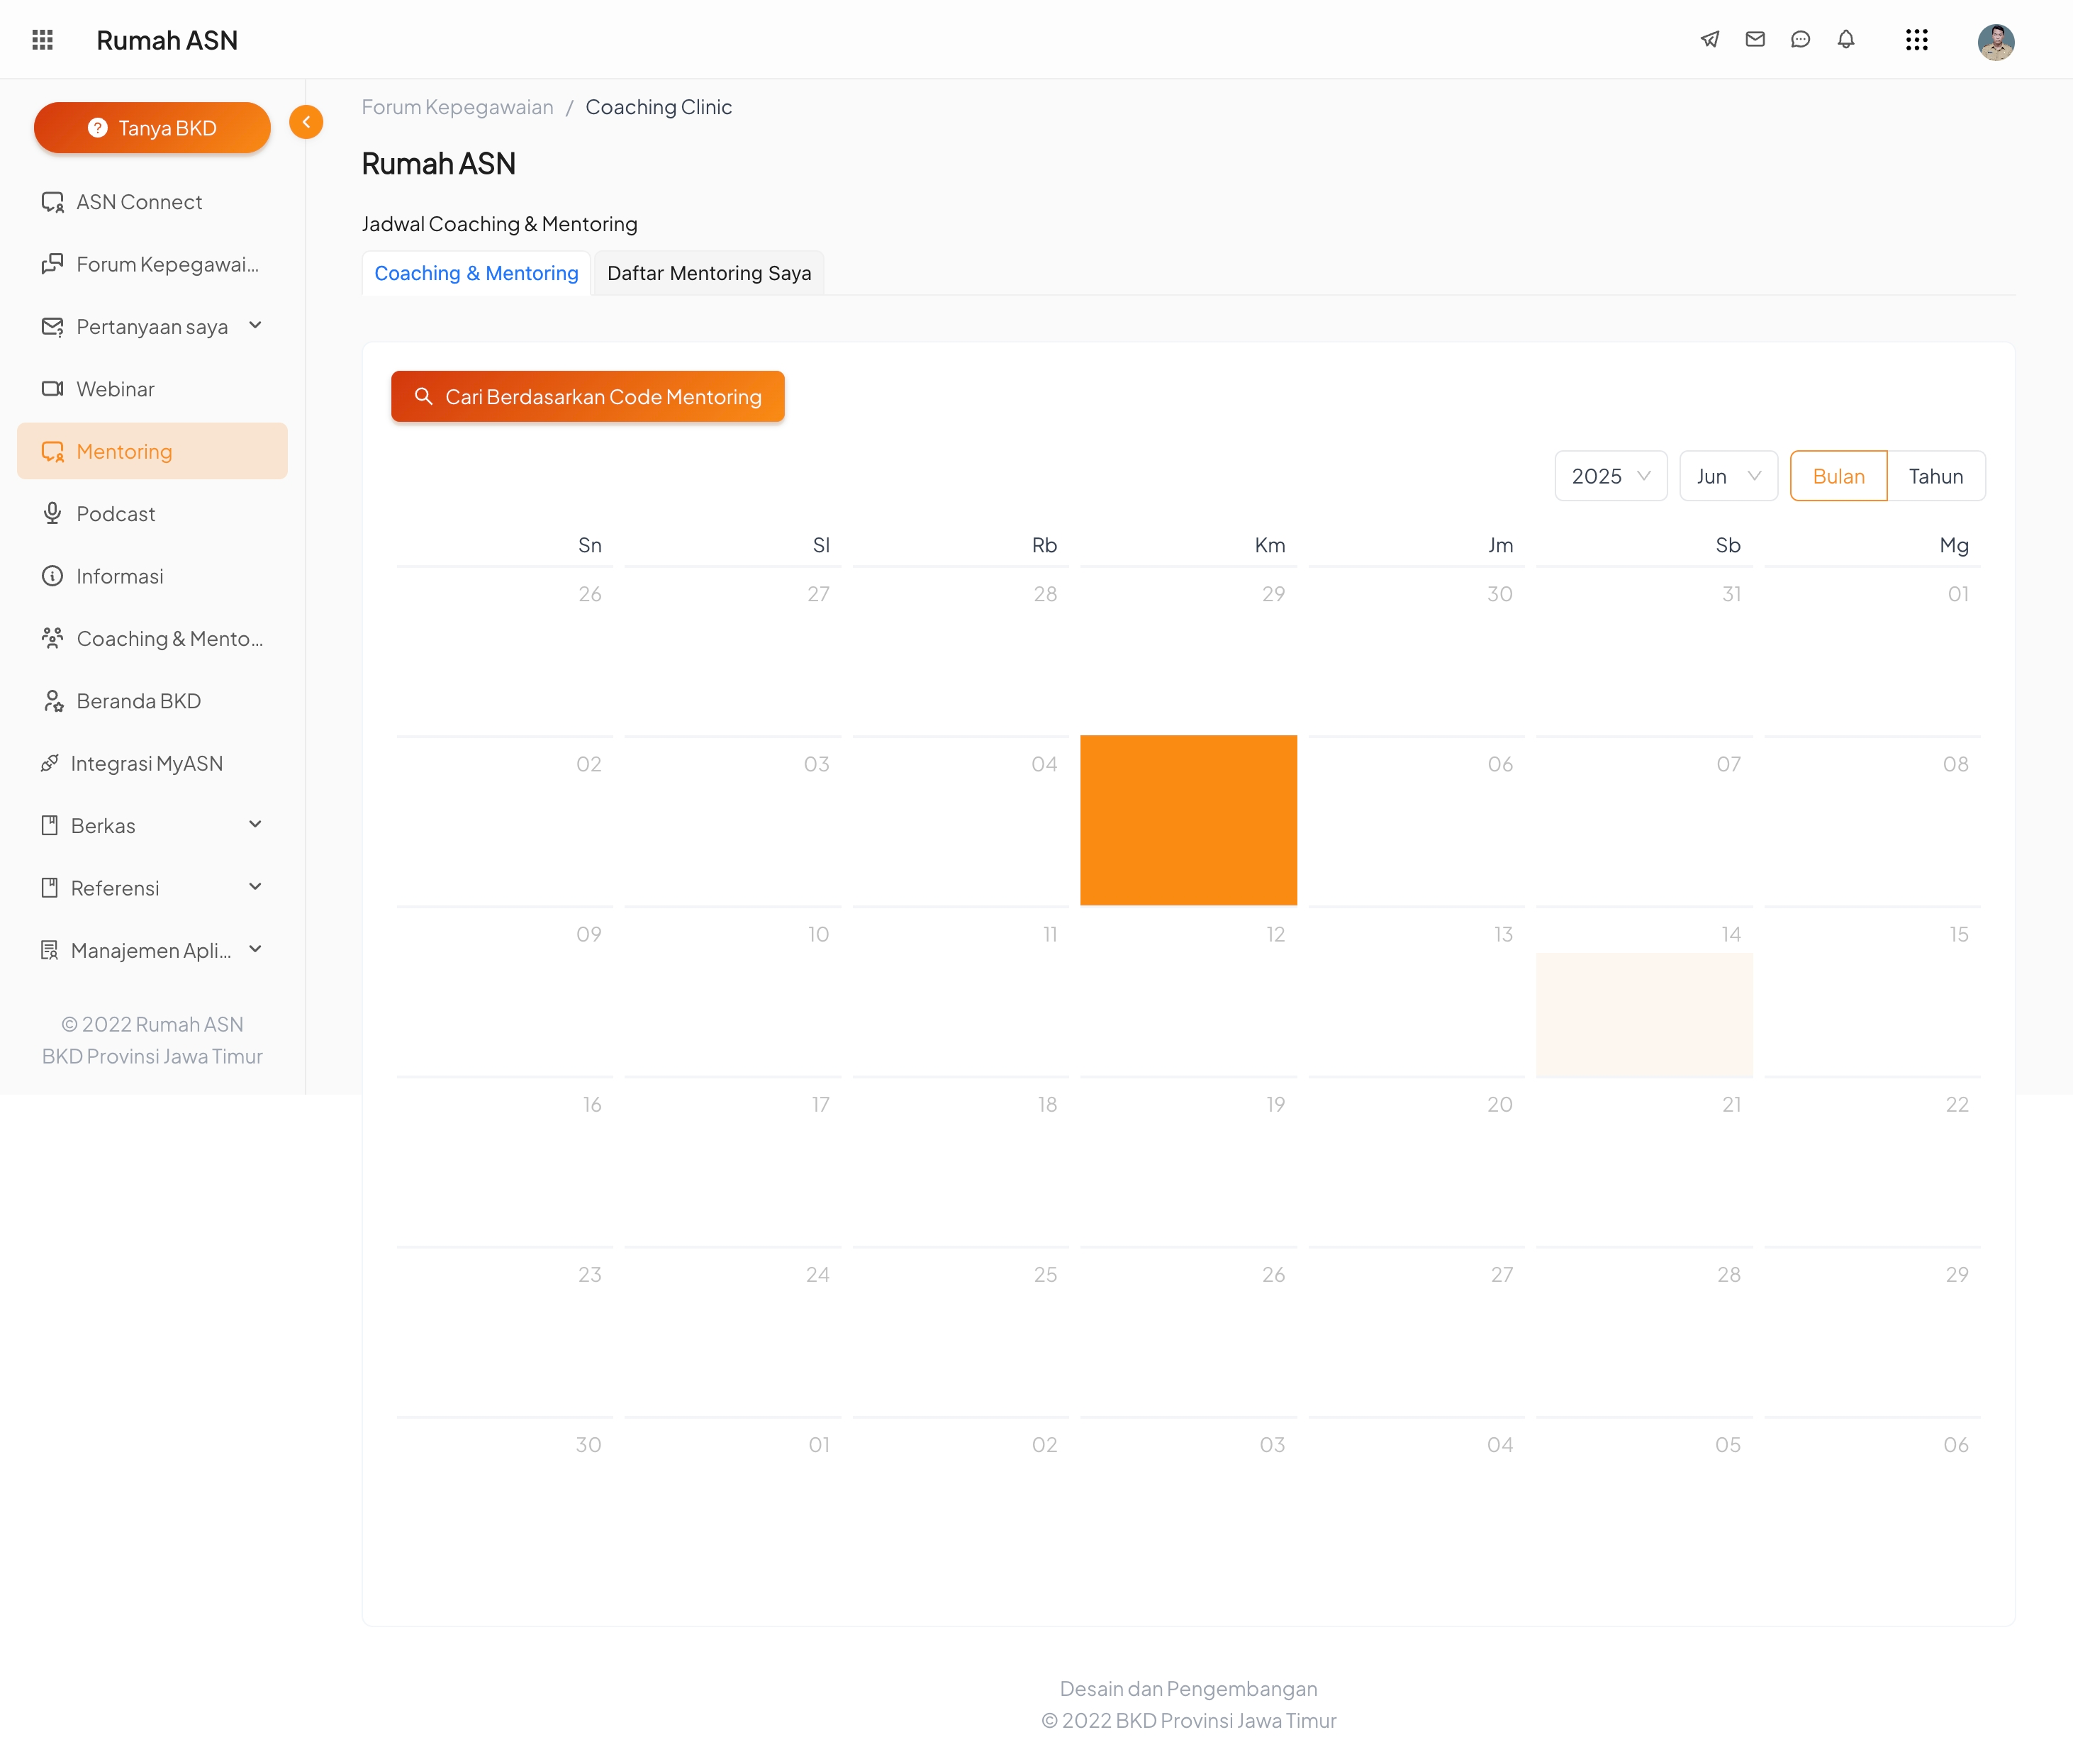 Rumah ASN
Tanya BKD
ASN Connect
Forum Kepegawai...
Pertanyaan saya
Webinar
Mentoring
Podcast
Informasi
Coaching & Mento...
Beranda BKD
Integrasi MyASN
Berkas
Referensi
Manajemen Apli...
© 2022 Rumah ASN
BKD Provinsi Jawa Timur
Forum Kepegawaian / Coaching Clinic
Rumah ASN
Jadwal Coaching & Mentoring
Coaching & Mentoring Daftar Mentoring Saya
Cari Berdasarkan Code Mentoring
2025 Jun Bulan Tahun
Sn Sl Rb Km Jm Sb Mg
26 27 28 29 30 31 01
02 03 04 06 07 08
09 10 11 12 13 14 15
16 17 18 19 20 21 22
23 24 25 26 27 28 29
30 01 02 03 04 05 06
Desain dan Pengembangan
© 2022 BKD Provinsi Jawa Timur